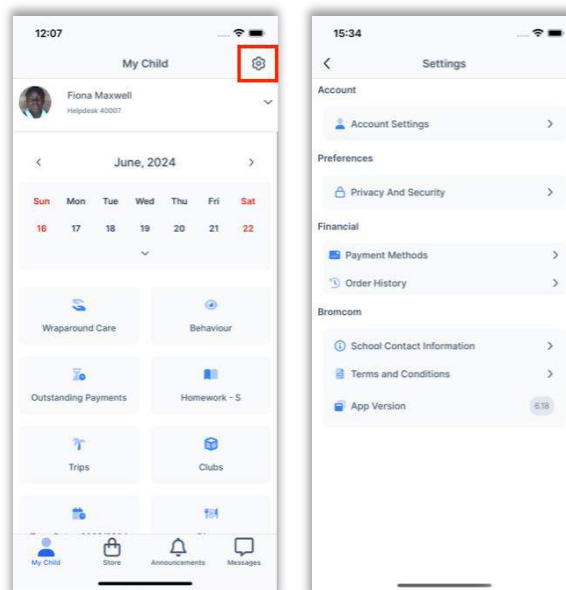 12:07
My Child
Fiona Maxwell
Helpdesk 40007
June, 2024
Sun Mon Tue Wed Thu Fri Sat
16 17 18 19 20 21 22
Wraparound Care
Behaviour
Outstanding Payments
Homework - S
Trips
Clubs
My Child
Store
Announcements
Messages
15:34
Settings
Account
Account Settings
Preferences
Privacy And Security
Financial
Payment Methods
Order History
Bromcom
School Contact Information
Terms and Conditions
App Version
6.18